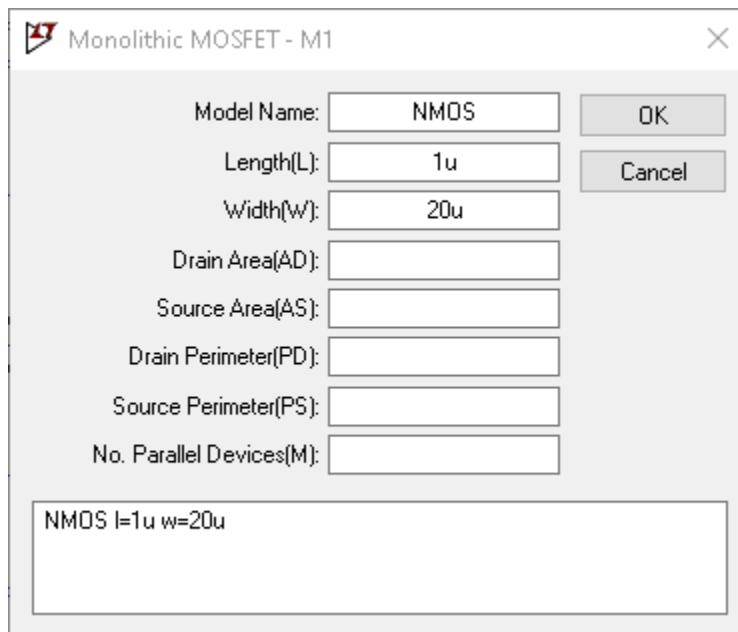 Monolithic MOSFET - M1
Model Name: NMOS OK
Length(L): 1u Cancel
Width(W): 20u
Drain Area(AD):
Source Area(AS):
Drain Perimeter(PD):
Source Perimeter(PS):
No. Parallel Devices(M):
NMOS l=1u w=20u